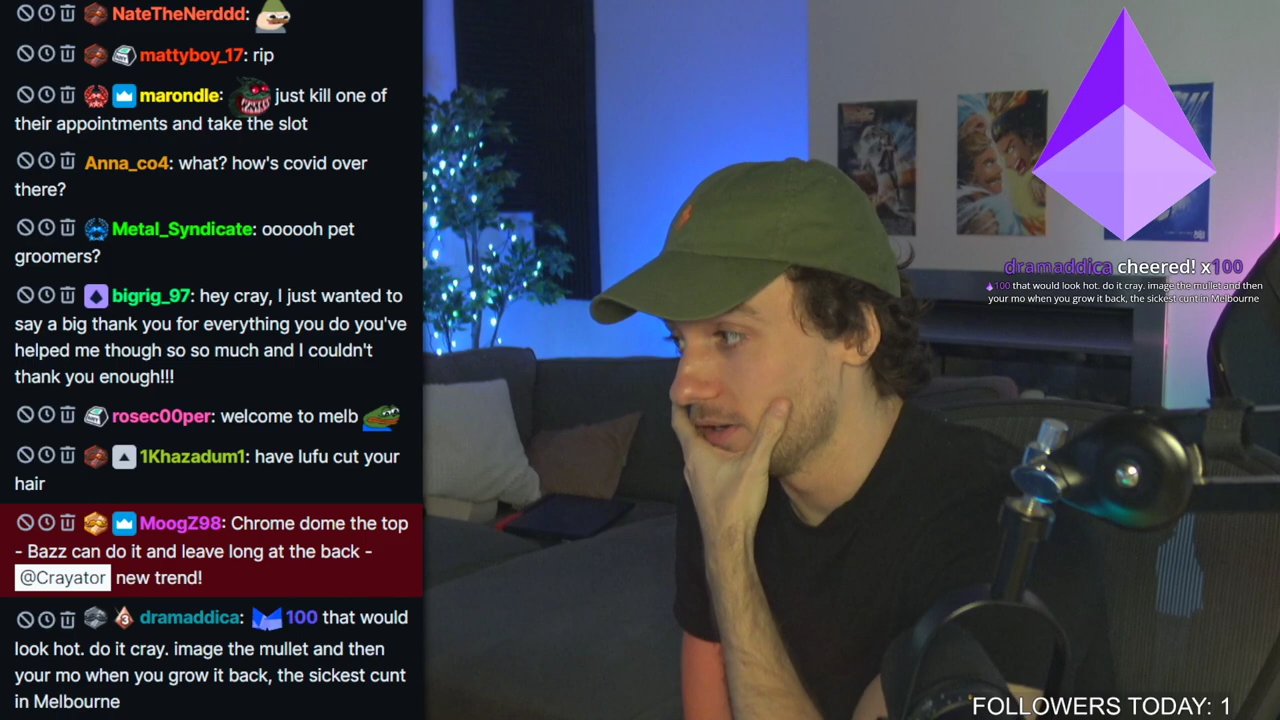 NateTheNerddd:
mattyboy_17: rip
marondle: just kill one of
their appointments and take the slot
Anna_co4: what? how's covid over
there?
Metal_Syndicate: oooooh pet
groomers?
bigrig_97: hey cray, I just wanted to
say a big thank you for everything you do you've
helped me though so so much and I couldn't
thank you enough!!!
rosec00per: welcome to melb
1Khazadum1: have lufu cut your
hair
MoogZ98: Chrome dome the top
- Bazz can do it and leave long at the back -
@Crayator new trend!
3 dramaddica: 100 that would
look hot. do it cray. image the mullet and then
your mo when you grow it back, the sickest cunt
in Melbourne
dramaddica cheered! x100
100 that would look hot. do it cray. image the mullet and then
your mo when you grow it back, the sickest cunt in Melbourne
FOLLOWERS TODAY: 1